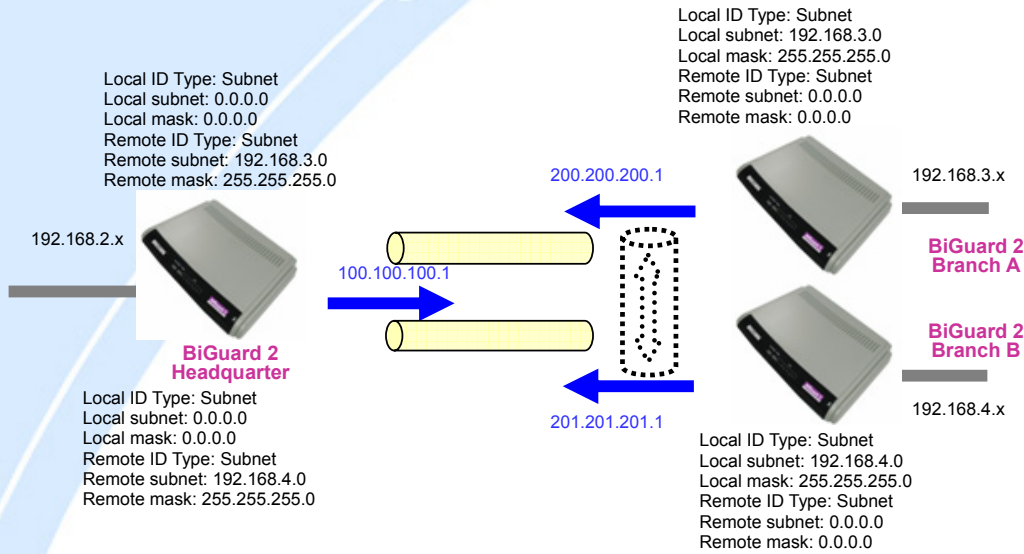 Local ID Type: Subnet
Local subnet: 192.168.3.0
Local mask: 255.255.255.0
Remote ID Type: Subnet
Remote subnet: 0.0.0.0
Remote mask: 0.0.0.0
Local ID Type: Subnet
Local subnet: 0.0.0.0
Local mask: 0.0.0.0
Remote ID Type: Subnet
Remote subnet: 192.168.3.0
Remote mask: 255.255.255.0
200.200.200.1
192.168.3.x
192.168.2.x
BiGuard 2
Branch A
100.100.100.1
BiGuard 2
Headquarter
BiGuard 2
Branch B
Local ID Type: Subnet
Local subnet: 0.0.0.0
Local mask: 0.0.0.0
Remote ID Type: Subnet
Remote subnet: 192.168.4.0
Remote mask: 255.255.255.0
201.201.201.1
192.168.4.x
Local ID Type: Subnet
Local subnet: 192.168.4.0
Local mask: 255.255.255.0
Remote ID Type: Subnet
Remote subnet: 0.0.0.0
Remote mask: 0.0.0.0